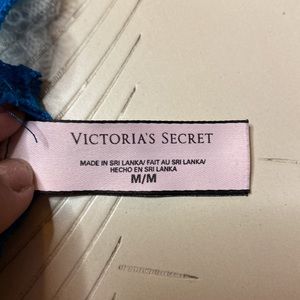 VICTORIA'S SECRET
MADE IN SRI LANKA/ FAIT AU SRI LANKA/
HECHO EN SRI LANKA
M/M